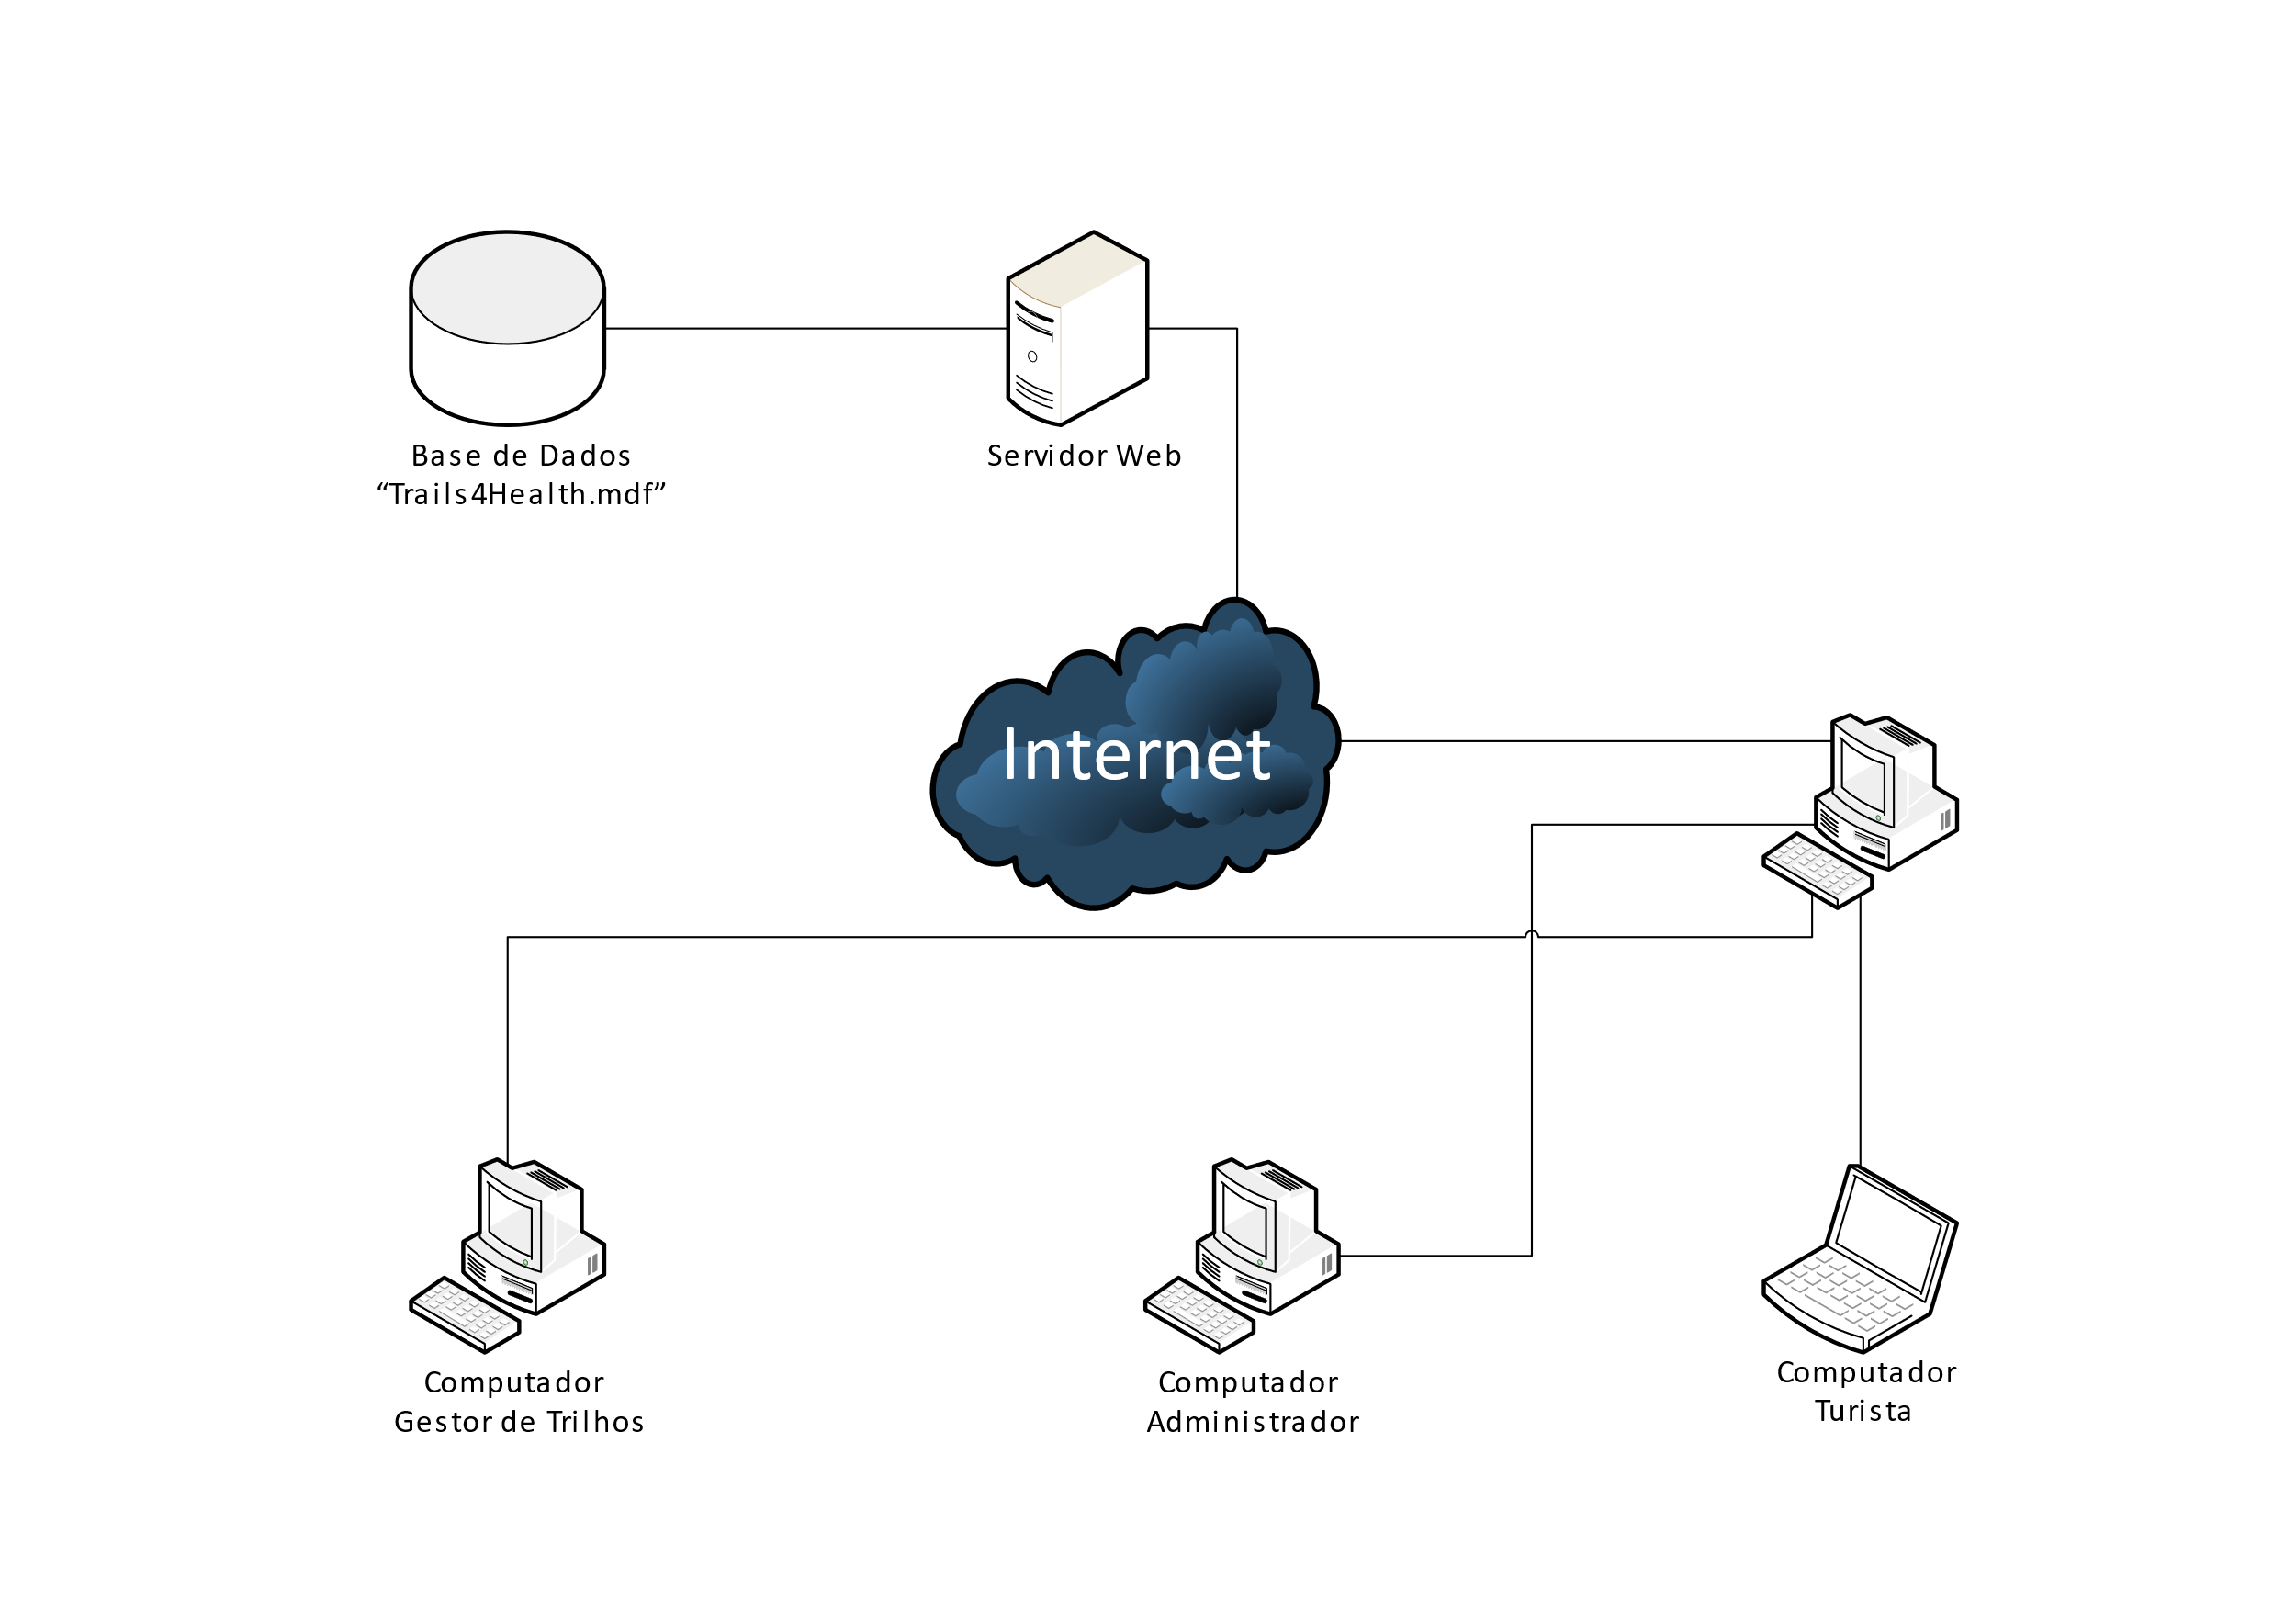 Base de Dados
“Trails4Health.mdf”
Servidor Web
Internet
Computador
Gestor de Trilhos
Computador
Administrador
Computador
Turista